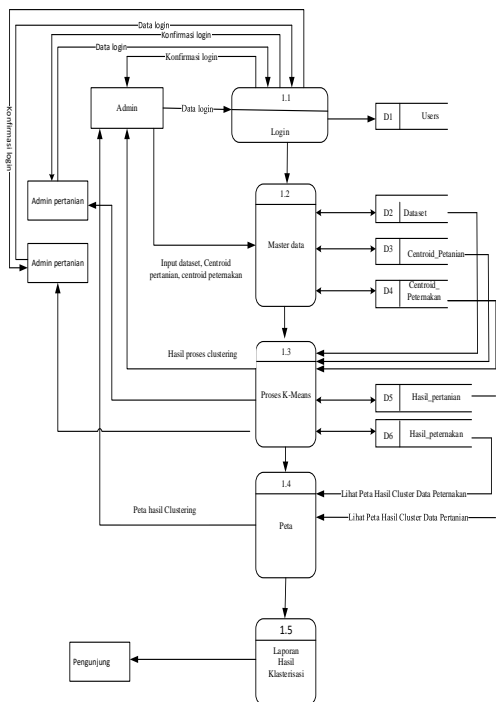 Data login
Konfirmasi login
Data login
Konfirmasi login
Konfirmasi login
Admin
Data login
1.1
Login
D1
Users
Admin pertanian
Admin pertanian
1.2
Master data
D2
Dataset
D3
Centroid_Petanian
D4
Centroid_
Peternakan
Input dataset, Centroid
pertanian, centroid peternakan
Hasil proses clustering
1.3
Proses K-Means
D5
Hasil_pertanian
D6
Hasil_peternakan
1.4
Peta
Lihat Peta Hasil Cluster Data Peternakan
Lihat Peta Hasil Cluster Data Pertanian
Peta hasil Clustering
1.5
Laporan
Hasil
Klasterisasi
Pengunjung